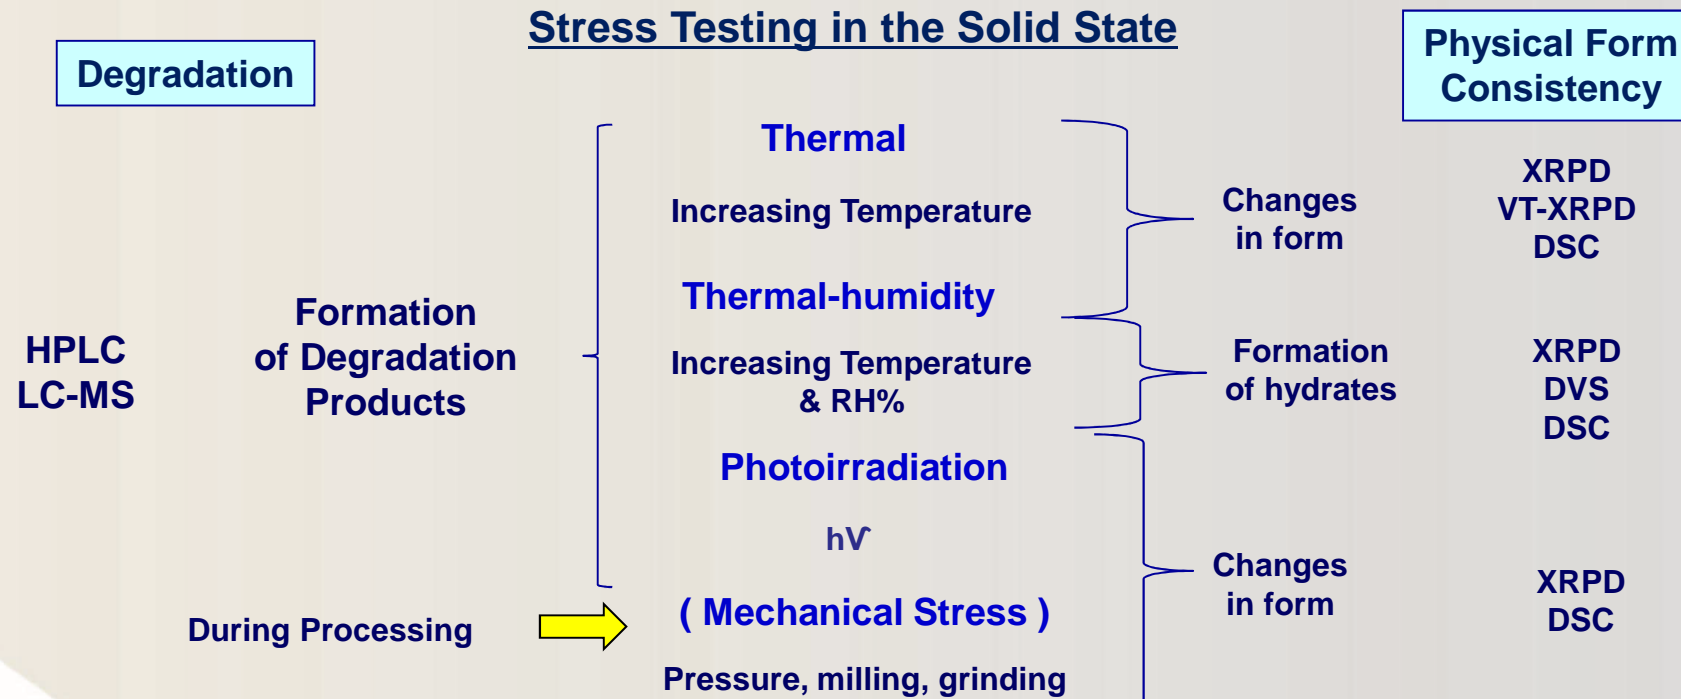 Stress Testing in the Solid State
Degradation
Physical Form
Consistency
HPLC
LC-MS
Formation
of Degradation
Products
During Processing
Thermal
Increasing Temperature
Thermal-humidity
Increasing Temperature
& RH%
Photoirradiation
hѴ
( Mechanical Stress )
Pressure, milling, grinding
Changes
in form
XRPD
VT-XRPD
DSC
Formation
of hydrates
XRPD
DVS
DSC
Changes
in form
XRPD
DSC